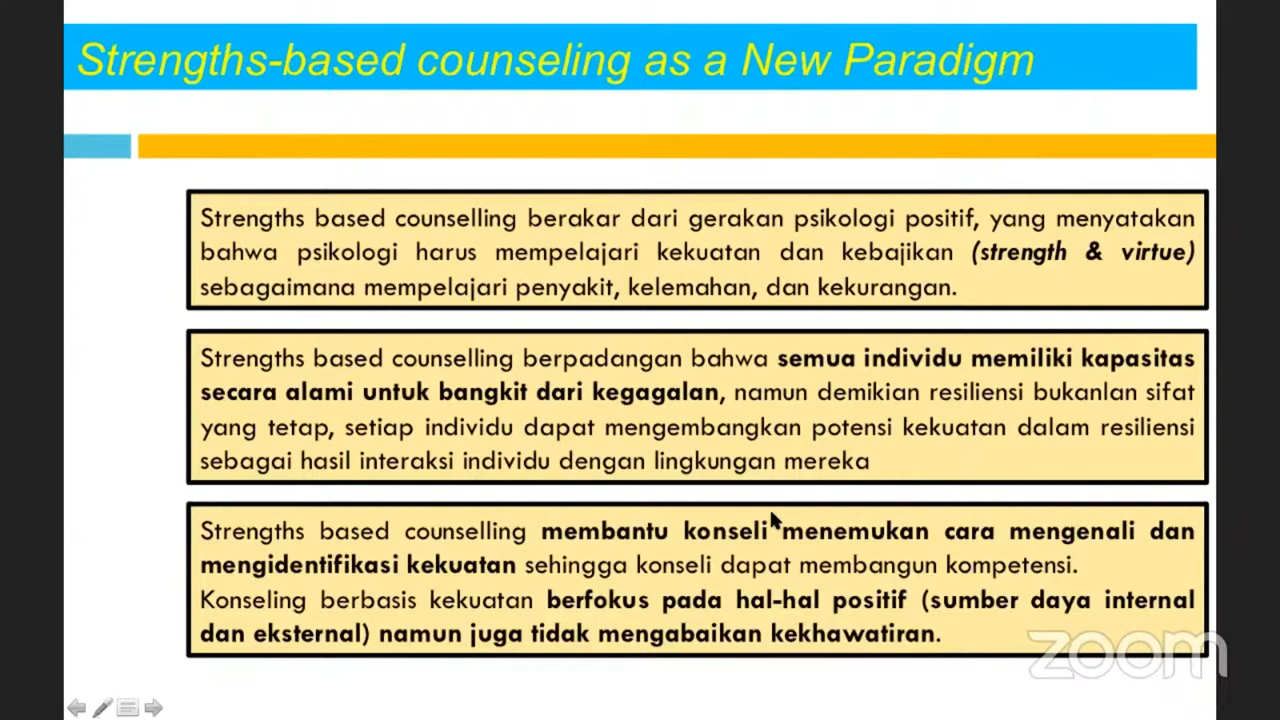 Strengths-based counseling as a New Paradigm
Strengths based counselling berakar dari gerakan psikologi positif, yang menyatakan
bahwa psikologi harus mempelajari kekuatan dan kebajikan (strength & virtue)
sebagaimana mempelajari penyakit, kelemahan, dan kekurangan.
Strengths based counselling berpadangan bahwa semua individu memiliki kapasitas
secara alami untuk bangkit dari kegagalan, namun demikian resiliensi bukanlan sifat
yang tetap, setiap individu dapat mengembangkan potensi kekuatan dalam resiliensi
sebagai hasil interaksi individu dengan lingkungan mereka
Strengths based counselling membantu konseli menemukan cara mengenali dan
mengidentifikasi kekuatan sehingga konseli dapat membangun kompetensi.
Konseling berbasis kekuatan berfokus pada hal-hal positif (sumber daya internal
dan eksternal) namun juga tidak mengabaikan kekhawatiran.
zoom